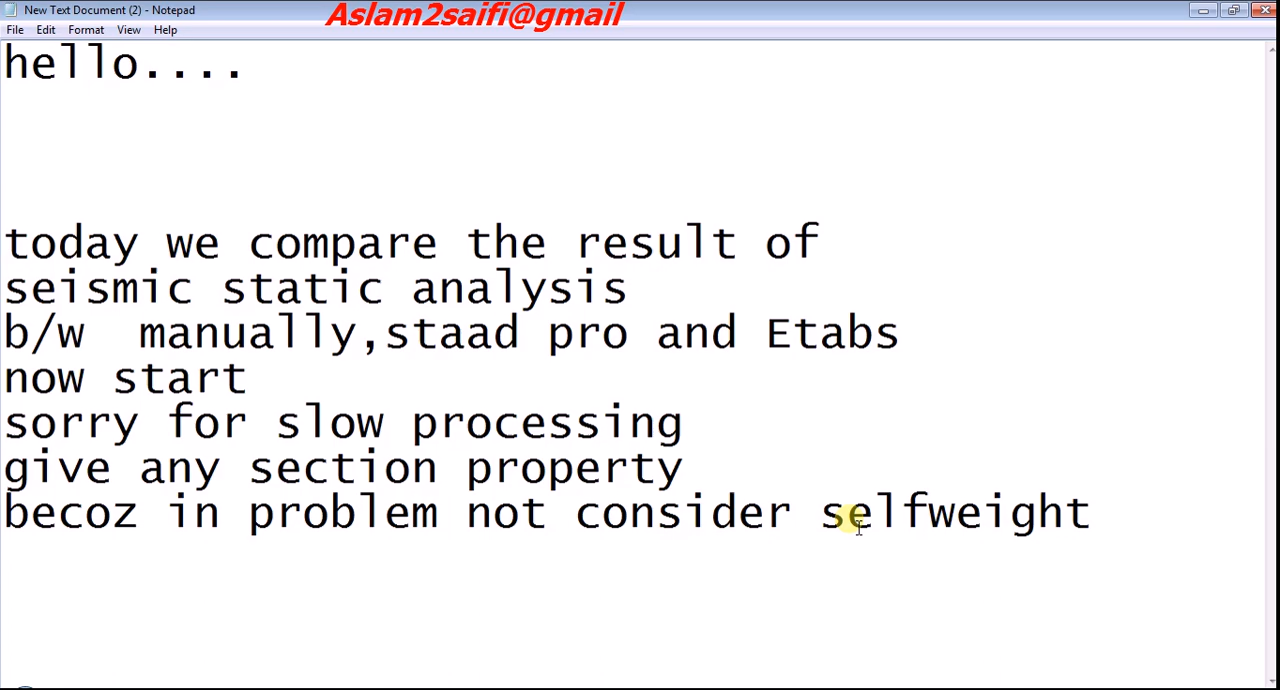 New Text Document (2) - Notepad
Aslam2saifi@gmail
File Edit Format View Help
hello....
today we compare the result of
seismic static analysis
b/w  manually,staad pro and Etabs
now start
sorry for slow processing
give any section property
becoz in problem not consider selfweight